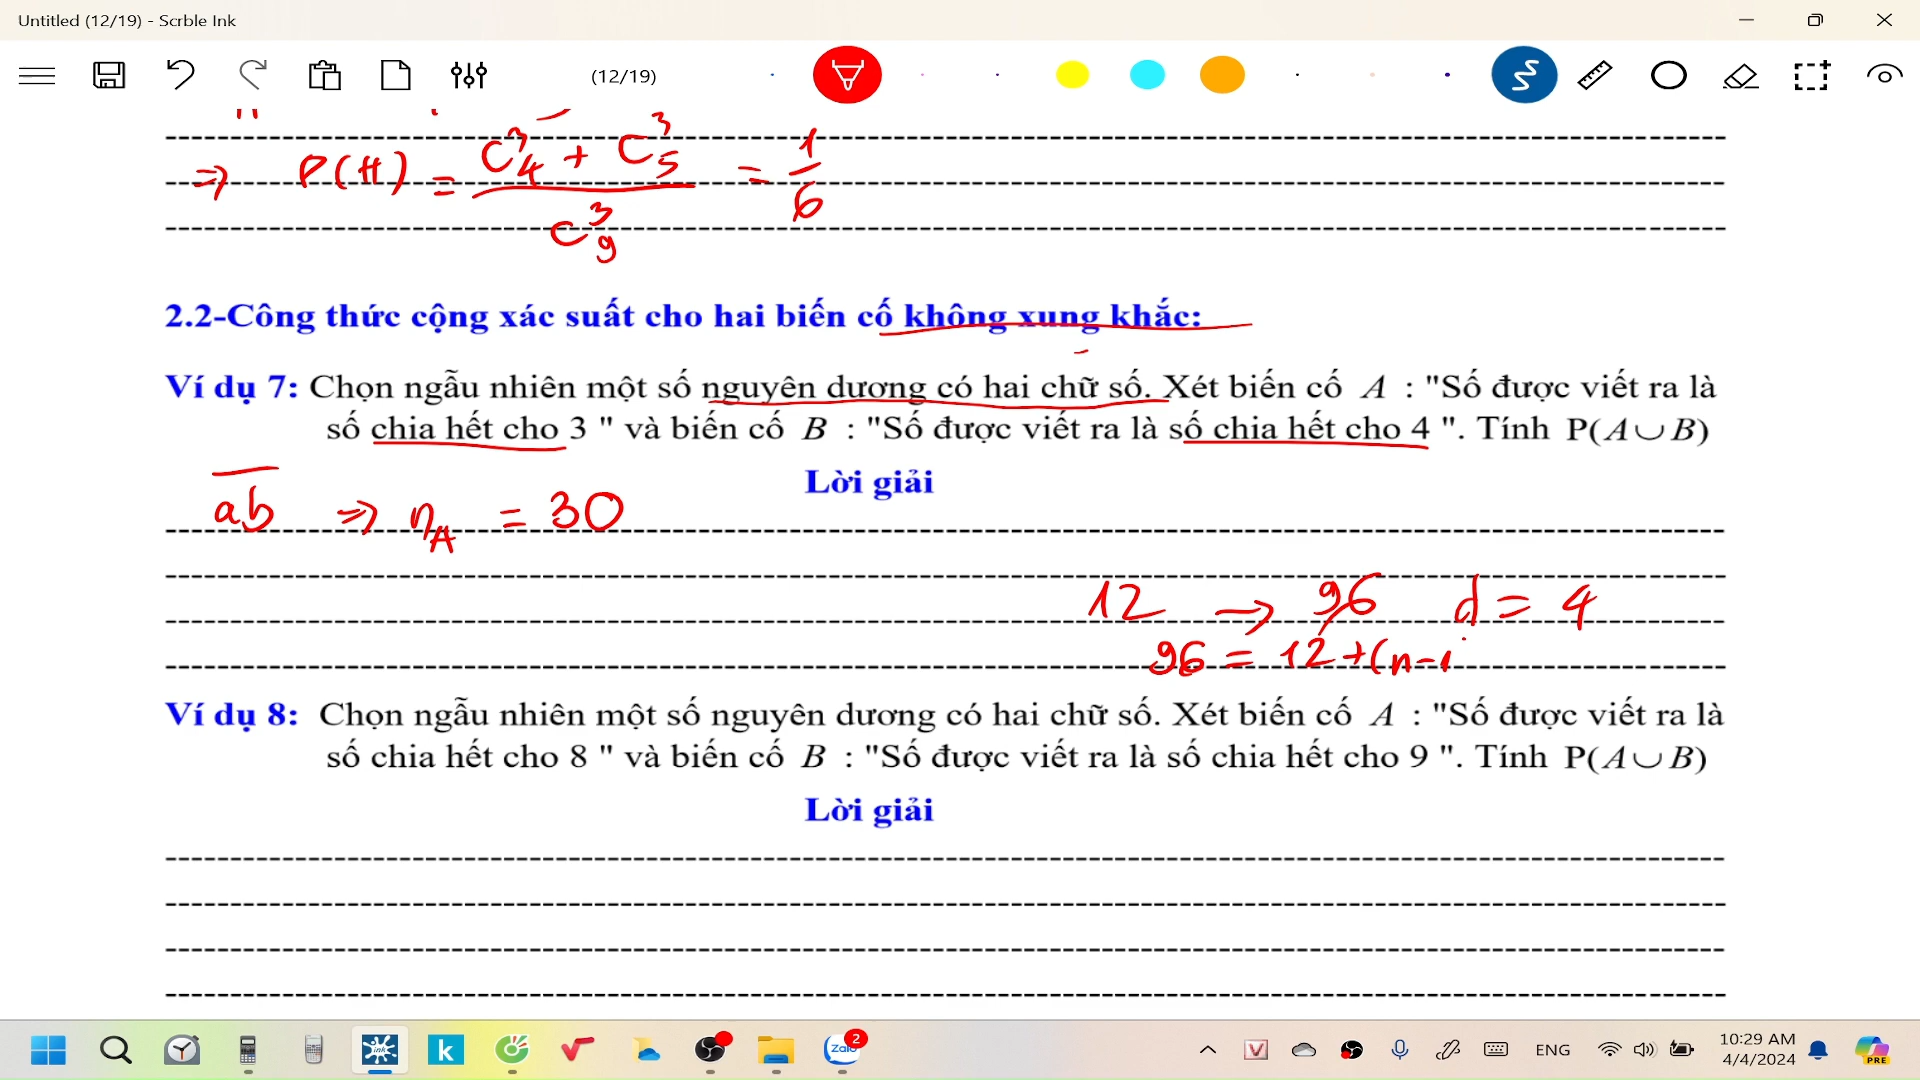 Untitled (12/19) - Scrble Ink
(12/19)
⇒ P(H) = (C³₄ + C³₅) / C³₉ = 1/6
2.2-Công thức cộng xác suất cho hai biến cố không xung khắc:
Ví dụ 7: Chọn ngẫu nhiên một số nguyên dương có hai chữ số. Xét biến cố A : "Số được viết ra là
số chia hết cho 3 " và biến cố B : "Số được viết ra là số chia hết cho 4 ". Tính P(A∪B)
Lời giải
ab ⇒ n_A = 30
12 → 96 d = 4
96 = 12 + (n-1
Ví dụ 8: Chọn ngẫu nhiên một số nguyên dương có hai chữ số. Xét biến cố A : "Số được viết ra là
số chia hết cho 8 " và biến cố B : "Số được viết ra là số chia hết cho 9 ". Tính P(A∪B)
Lời giải
Zalo 2
ENG
10:29 AM
4/4/2024
PRE